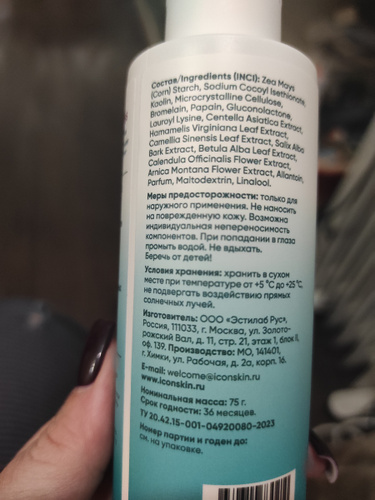 Состав/Ingredients (INCI): Zea Mays
(Corn) Starch, Sodium Cocoyl Isethionate,
Kaolin, Microcrystalline Cellulose,
Bromelain, Papain, Gluconolactone,
Lauroyl Lysine, Centella Asiatica Extract,
Hamamelis Virginiana Leaf Extract,
Camellia Sinensis Leaf Extract, Salix Alba
Bark Extract, Betula Alba Leaf Extract,
Calendula Officinalis Flower Extract,
Arnica Montana Flower Extract, Allantoin,
Parfum, Maltodextrin, Linalool.
Меры предосторожности: только для
наружного применения. Не наносить
на поврежденную кожу. Возможна
индивидуальная непереносимость
компонентов. При попадании в глаза
промыть водой. Не вдыхать.
Беречь от детей!
Условия хранения: хранить в сухом
месте при температуре от +5 °C до +25 °C,
не подвергать воздействию прямых
солнечных лучей.
Изготовитель: ООО «Эстилаб Рус»,
Россия, 111033, г. Москва, ул. Золото-
рожский Вал, д. 11, стр. 21, этаж 1, блок II,
оф. 139. Производство: МО, 141401,
г. Химки, ул. Рабочая, д. 2а, корп. 16.
E-mail: welcome@iconskin.ru
www.iconskin.ru
Номинальная масса: 75 г.
Срок годности: 36 месяцев.
ТУ 20.42.15-001-04920080-2023
Номер партии и годен до:
см. на упаковке.